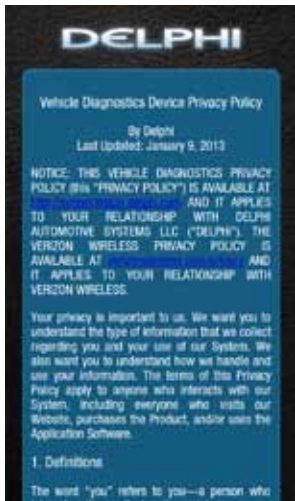 DELPHI
Vehicle Diagnostics Device Privacy Policy
By Delphi
Last Updated: January 9, 2013
NOTICE: THIS VEHICLE DIAGNOSTICS PRIVACY
POLICY (this "PRIVACY POLICY") IS AVAILABLE AT
AND IT APPLIES
TO YOUR RELATIONSHIP WITH DELPHI
AUTOMOTIVE SYSTEMS LLC ("DELPHI"). THE
VERIZON WIRELESS PRIVACY POLICY IS
AVAILABLE AT AND
IT APPLIES TO YOUR RELATIONSHIP WITH
VERIZON WIRELESS.
Your privacy is important to us. We want you to
understand the type of information that we collect
regarding you and your use of our System. We
also want you to understand how we handle and
use your information. The terms of this Privacy
Policy apply to anyone who interacts with our
System, including everyone who visits our
Website, purchases the Product, and/or uses the
Application Software.
1. Definitions
The word "you" refers to you—a person who